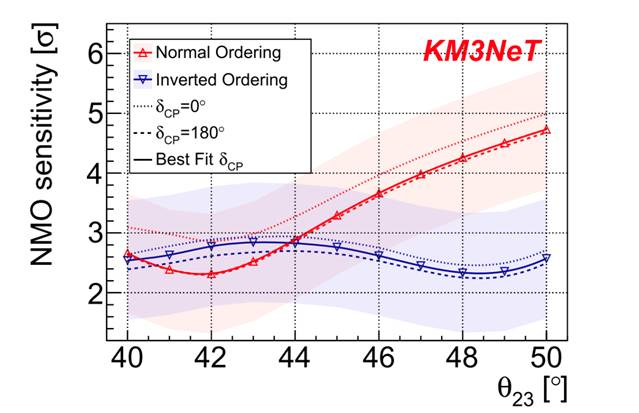 KM3NeT
Normal Ordering
Inverted Ordering
δCP=0°
δCP=180°
Best Fit δCP
NMO sensitivity [σ]
6
5
4
3
2
40 42 44 46 48 50
θ23 [°]